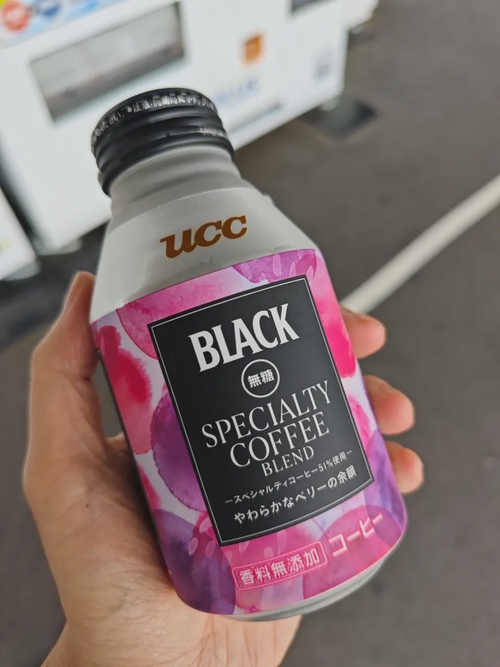 ucc
BLACK
無糖
SPECIALTY
COFFEE
BLEND
ースペシャルティコーヒー51%使用ー
やわらかなベリーの余韻
香料無添加 コーヒー